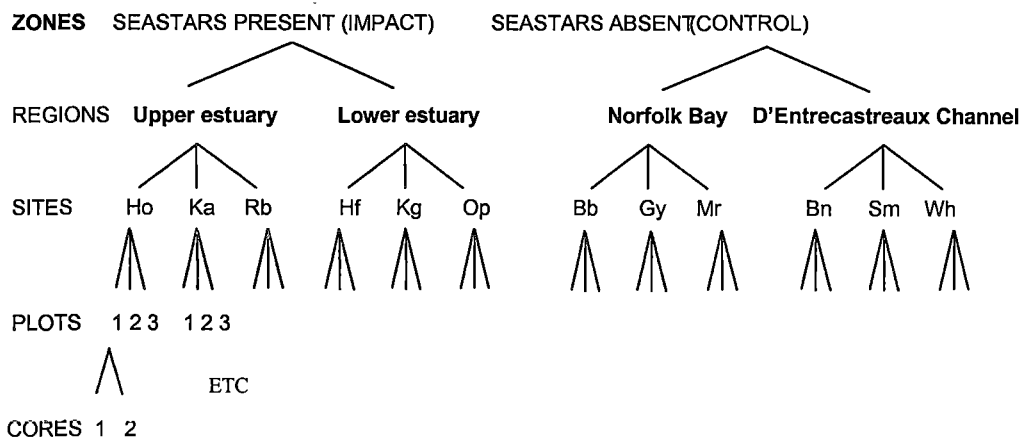 ZONES SEASTARS PRESENT (IMPACT) SEASTARS ABSENT(CONTROL)
REGIONS Upper estuary Lower estuary Norfolk Bay D'Entrecastreaux Channel
SITES Ho Ka Rb Hf Kg Op Bb Gy Mr Bn Sm Wh
PLOTS 1 2 3 1 2 3
ETC
CORES 1 2